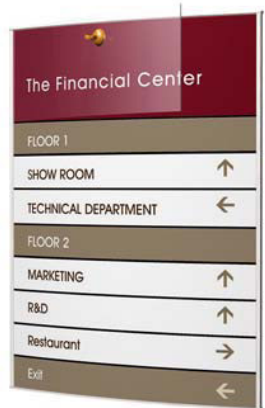 The Financial Center
FLOOR 1
SHOW ROOM
TECHNICAL DEPARTMENT
FLOOR 2
MARKETING
R&D
Restaurant
Exit